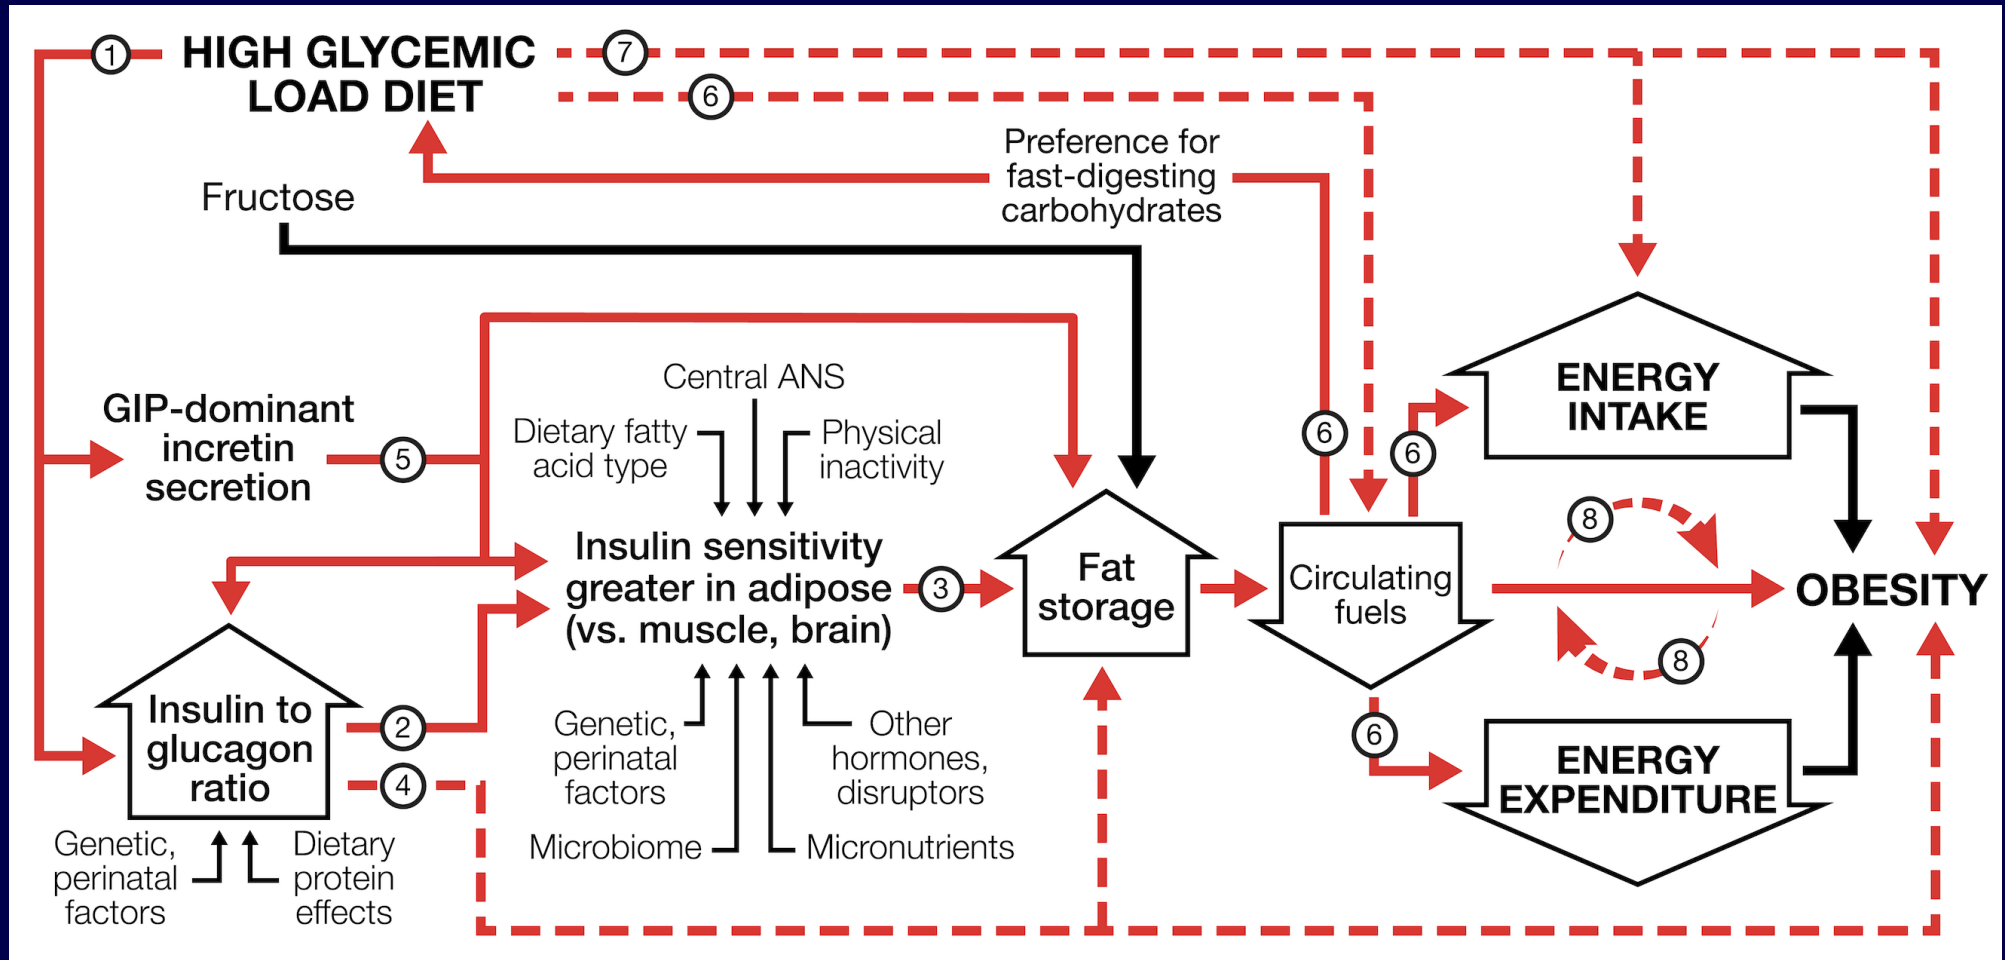 1
HIGH GLYCEMIC
LOAD DIET
7
6
Preference for
fast-digesting
carbohydrates
Fructose
Central ANS
Dietary fatty
acid type
Physical
inactivity
GIP-dominant
incretin
secretion
5
6
6
ENERGY
INTAKE
8
Insulin sensitivity
greater in adipose
(vs. muscle, brain)
3
Fat
storage
Circulating
fuels
OBESITY
8
Insulin to
glucagon
ratio
2
4
Genetic,
perinatal
factors
Other
hormones,
disruptors
Microbiome
Micronutrients
6
ENERGY
EXPENDITURE
Genetic,
perinatal
factors
Dietary
protein
effects